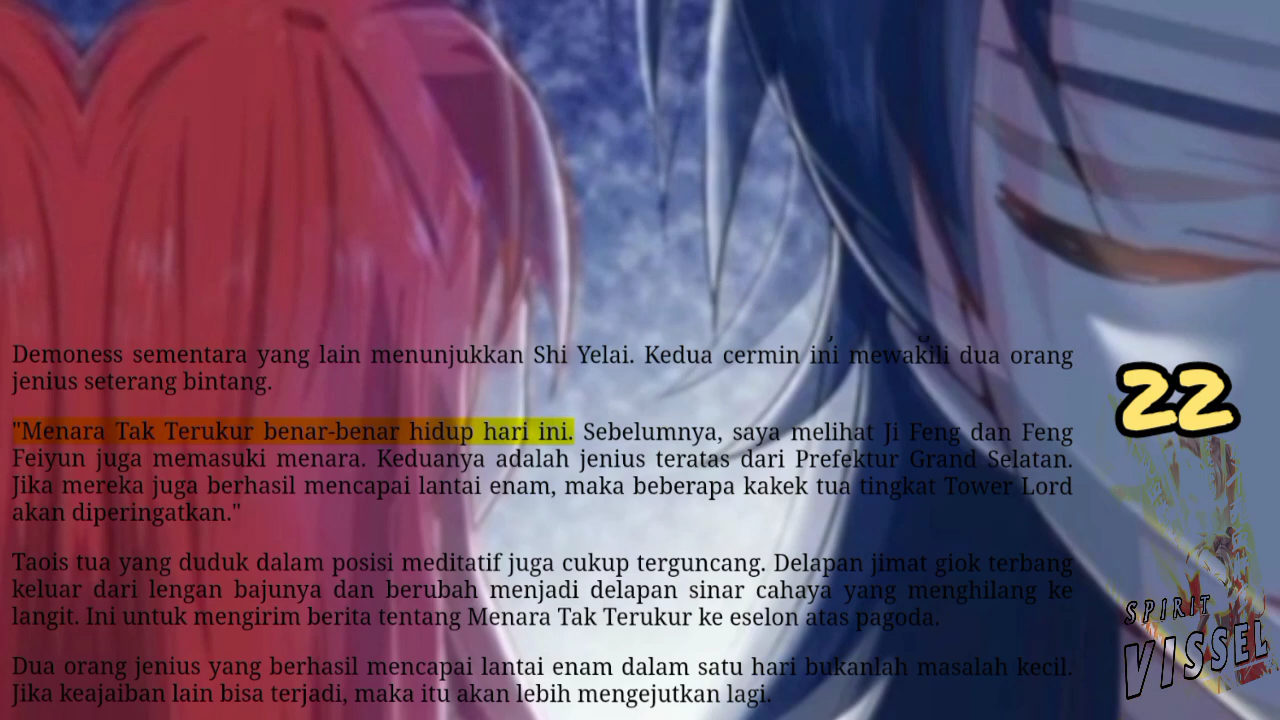 Demoness sementara yang lain menunjukkan Shi Yelai. Kedua cermin ini mewakili dua orang
jenius seterang bintang.
"Menara Tak Terukur benar-benar hidup hari ini. Sebelumnya, saya melihat Ji Feng dan Feng
Feiyun juga memasuki menara. Keduanya adalah jenius teratas dari Prefektur Grand Selatan.
Jika mereka juga berhasil mencapai lantai enam, maka beberapa kakek tua tingkat Tower Lord
akan diperingatkan."
Taois tua yang duduk dalam posisi meditatif juga cukup terguncang. Delapan jimat giok terbang
keluar dari lengan bajunya dan berubah menjadi delapan sinar cahaya yang menghilang ke
langit. Ini untuk mengirim berita tentang Menara Tak Terukur ke eselon atas pagoda.
Dua orang jenius yang berhasil mencapai lantai enam dalam satu hari bukanlah masalah kecil.
Jika keajaiban lain bisa terjadi, maka itu akan lebih mengejutkan lagi.
22
SPIRIT
VISSEL